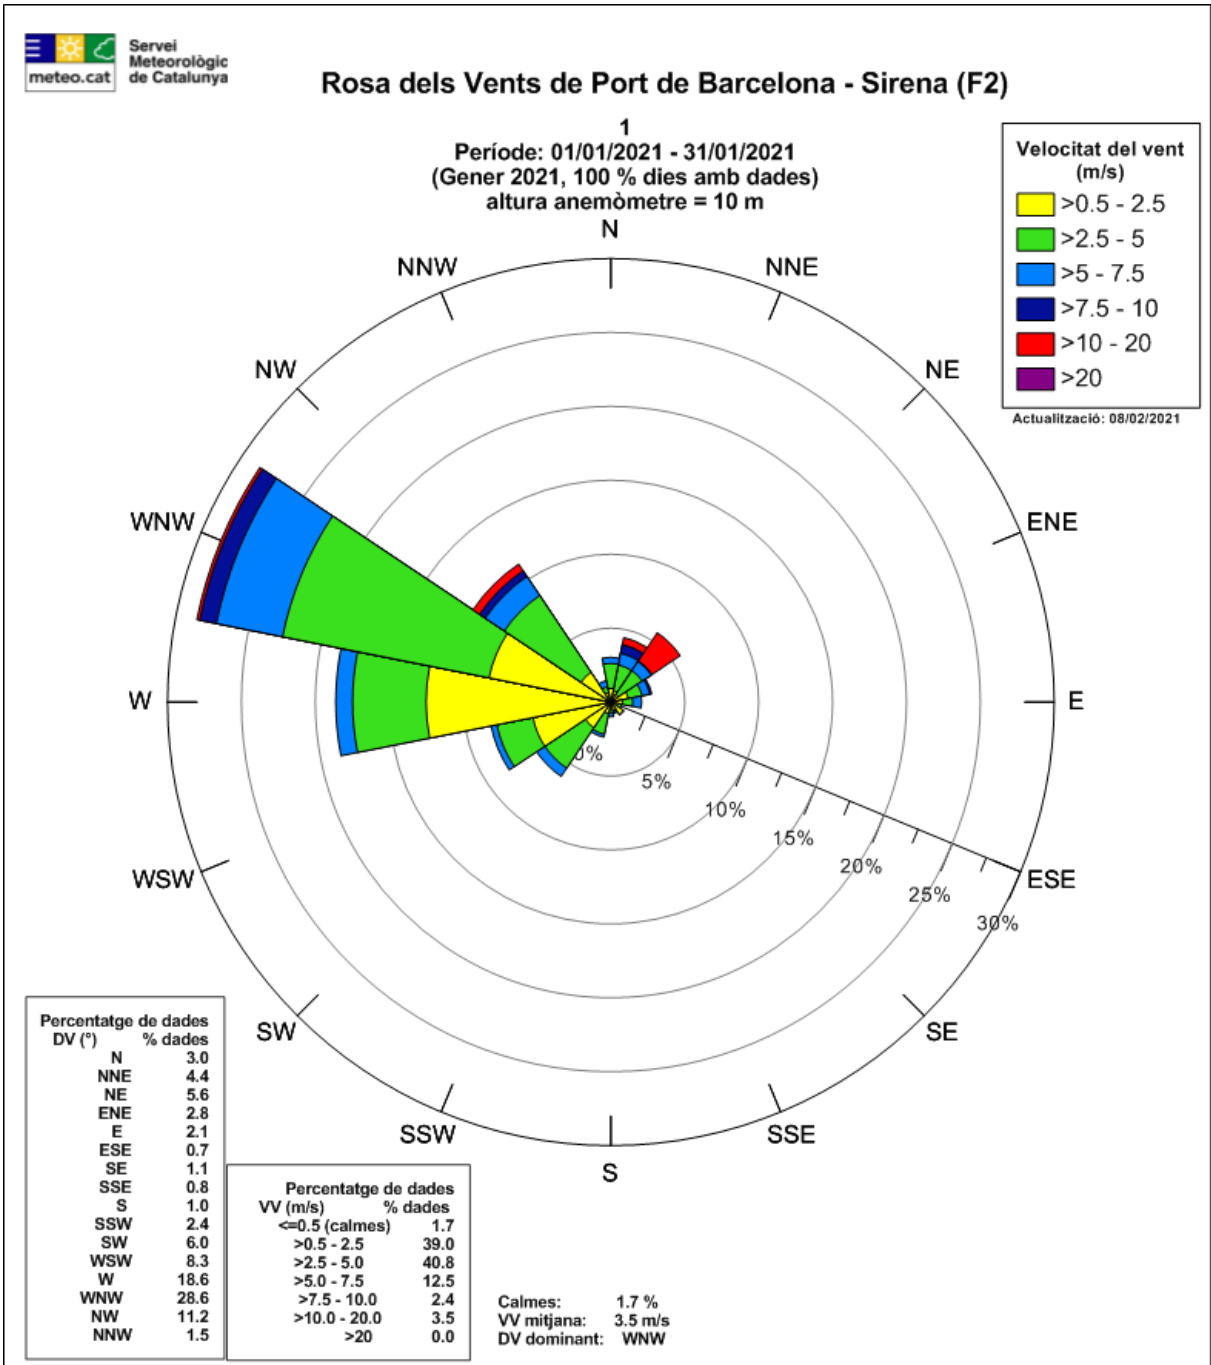 Servei
Meteorològic
de Catalunya
meteo.cat
Rosa dels Vents de Port de Barcelona - Sirena (F2)
1
Període: 01/01/2021 - 31/01/2021
(Gener 2021, 100 % dies amb dades)
altura anemòmetre = 10 m
Velocitat del vent
(m/s)
>0.5 - 2.5
>2.5 - 5
>5 - 7.5
>7.5 - 10
>10 - 20
>20
Actualització: 08/02/2021
N
NNW
NNE
NW
NE
WNW
ENE
W
E
0%
5%
10%
15%
20%
25%
30%
WSW
ESE
SW
SE
SSW
SSE
S
Percentatge de dades
DV (°) % dades
N 3.0
NNE 4.4
NE 5.6
ENE 2.8
E 2.1
ESE 0.7
SE 1.1
SSE 0.8
S 1.0
SSW 2.4
SW 6.0
WSW 8.3
W 18.6
WNW 28.6
NW 11.2
NNW 1.5
Percentatge de dades
VV (m/s) % dades
<=0.5 (calmes) 1.7
>0.5 - 2.5 39.0
>2.5 - 5.0 40.8
>5.0 - 7.5 12.5
>7.5 - 10.0 2.4
>10.0 - 20.0 3.5
>20 0.0
Calmes: 1.7 %
VV mitjana: 3.5 m/s
DV dominant: WNW